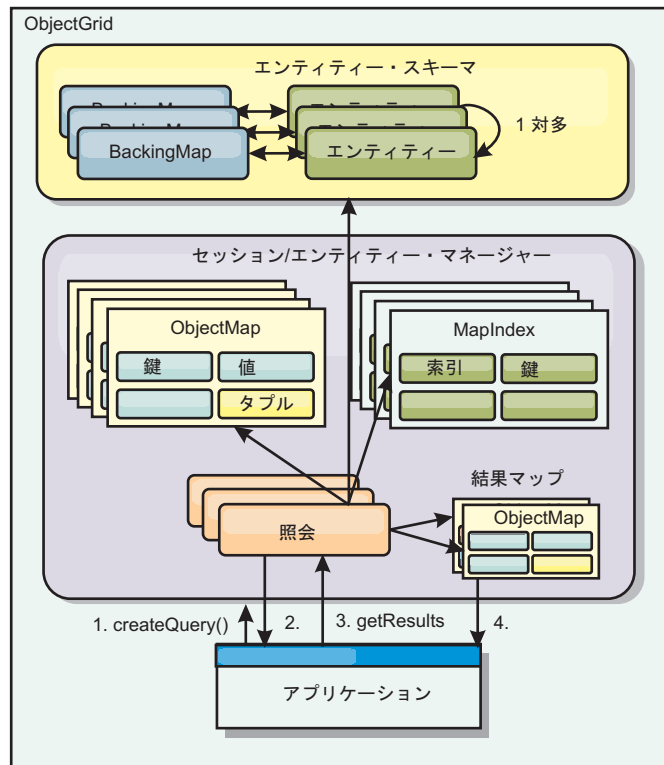 ObjectGrid
エンティティー・スキーマ
BackingMap
エンティティー
1 対多
セッション/エンティティー・マネージャー
ObjectMap
鍵
値
タプル
MapIndex
索引
鍵
照会
結果マップ
ObjectMap
1. createQuery()
2.
3. getResults
4.
アプリケーション